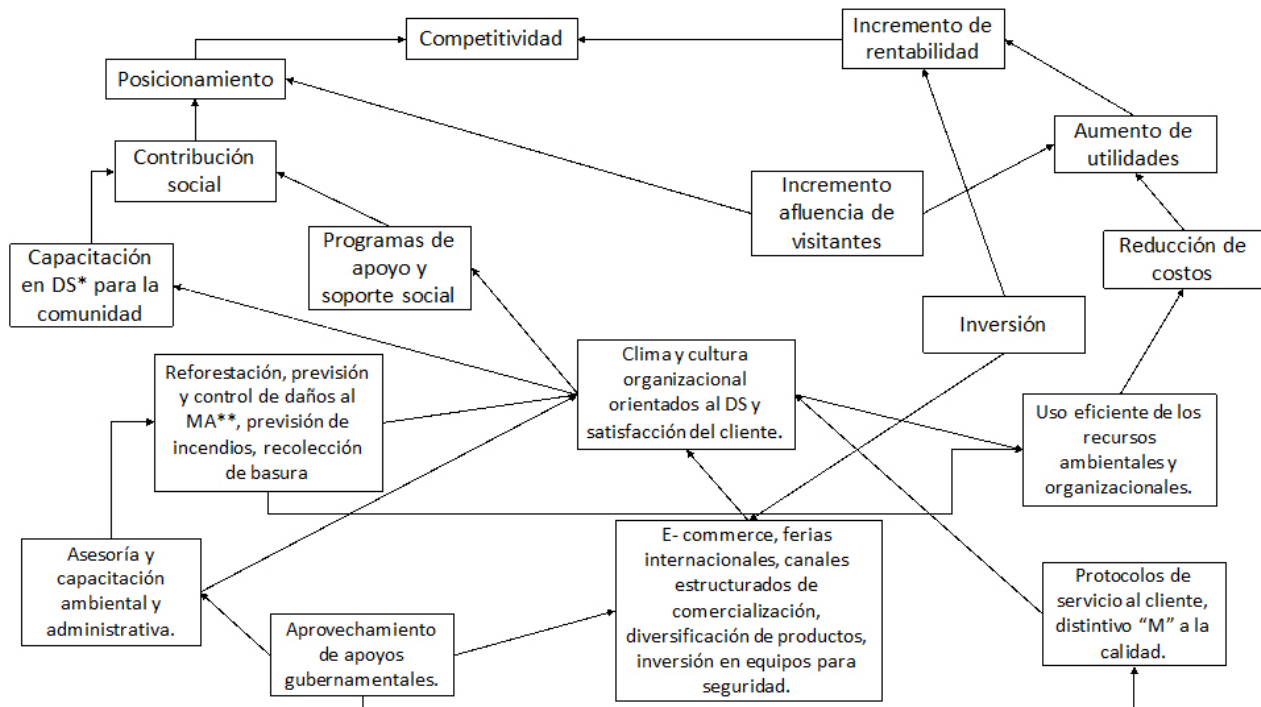 Competitividad
Incremento de
rentabilidad
Posicionamiento
Aumento de
utilidades
Contribución
social
Incremento
afluencia de
visitantes
Programas de
apoyo y
soporte social
Reducción de
costos
Capacitación
en DS* para la
comunidad
Inversión
Clima y cultura
organizacional
orientados al DS y
satisfacción del cliente.
Reforestación, previsión
y control de daños al
MA**, previsión de
incendios, recolección
de basura
Uso eficiente de los
recursos
ambientales y
organizacionales.
E- commerce, ferias
internacionales, canales
estructurados de
comercialización,
diversificación de productos,
inversión en equipos para
seguridad.
Asesoría y
capacitación
ambiental y
administrativa.
Protocolos de
servicio al cliente,
distintivo “M” a la
calidad.
Aprovechamiento
de apoyos
gubernamentales.